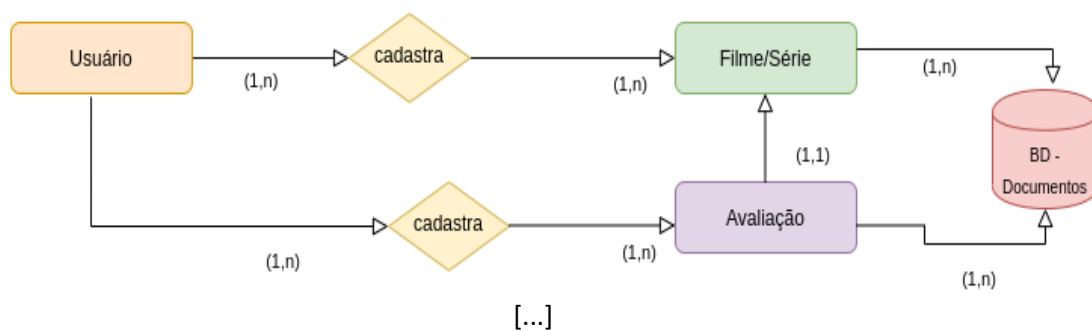 Usuário
cadastra
Filme/Série
(1,n)
(1,n)
(1,n)
BD -
Documentos
(1,1)
cadastra
Avaliação
(1,n)
(1,n)
(1,n)
[...]